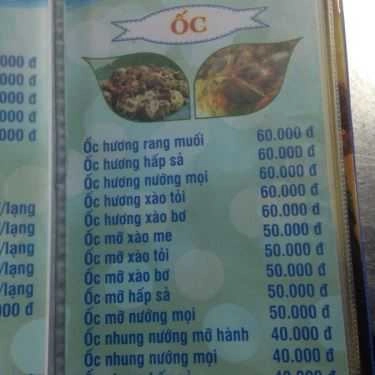 ỐC
Ốc hương rang muối 60.000 đ
Ốc hương hấp sả 60.000 đ
Ốc hương nướng mọi 60.000 đ
Ốc hương xào tỏi 60.000 đ
Ốc hương xào bơ 60.000 đ
Ốc mỡ xào me 50.000 đ
Ốc mỡ xào tỏi 50.000 đ
Ốc mỡ xào bơ 50.000 đ
Ốc mỡ hấp sả 50.000 đ
Ốc mỡ nướng mọi 50.000 đ
Ốc nhung nướng mỡ hành 40.000 đ
Ốc nhung nướng mọi 40.000 đ